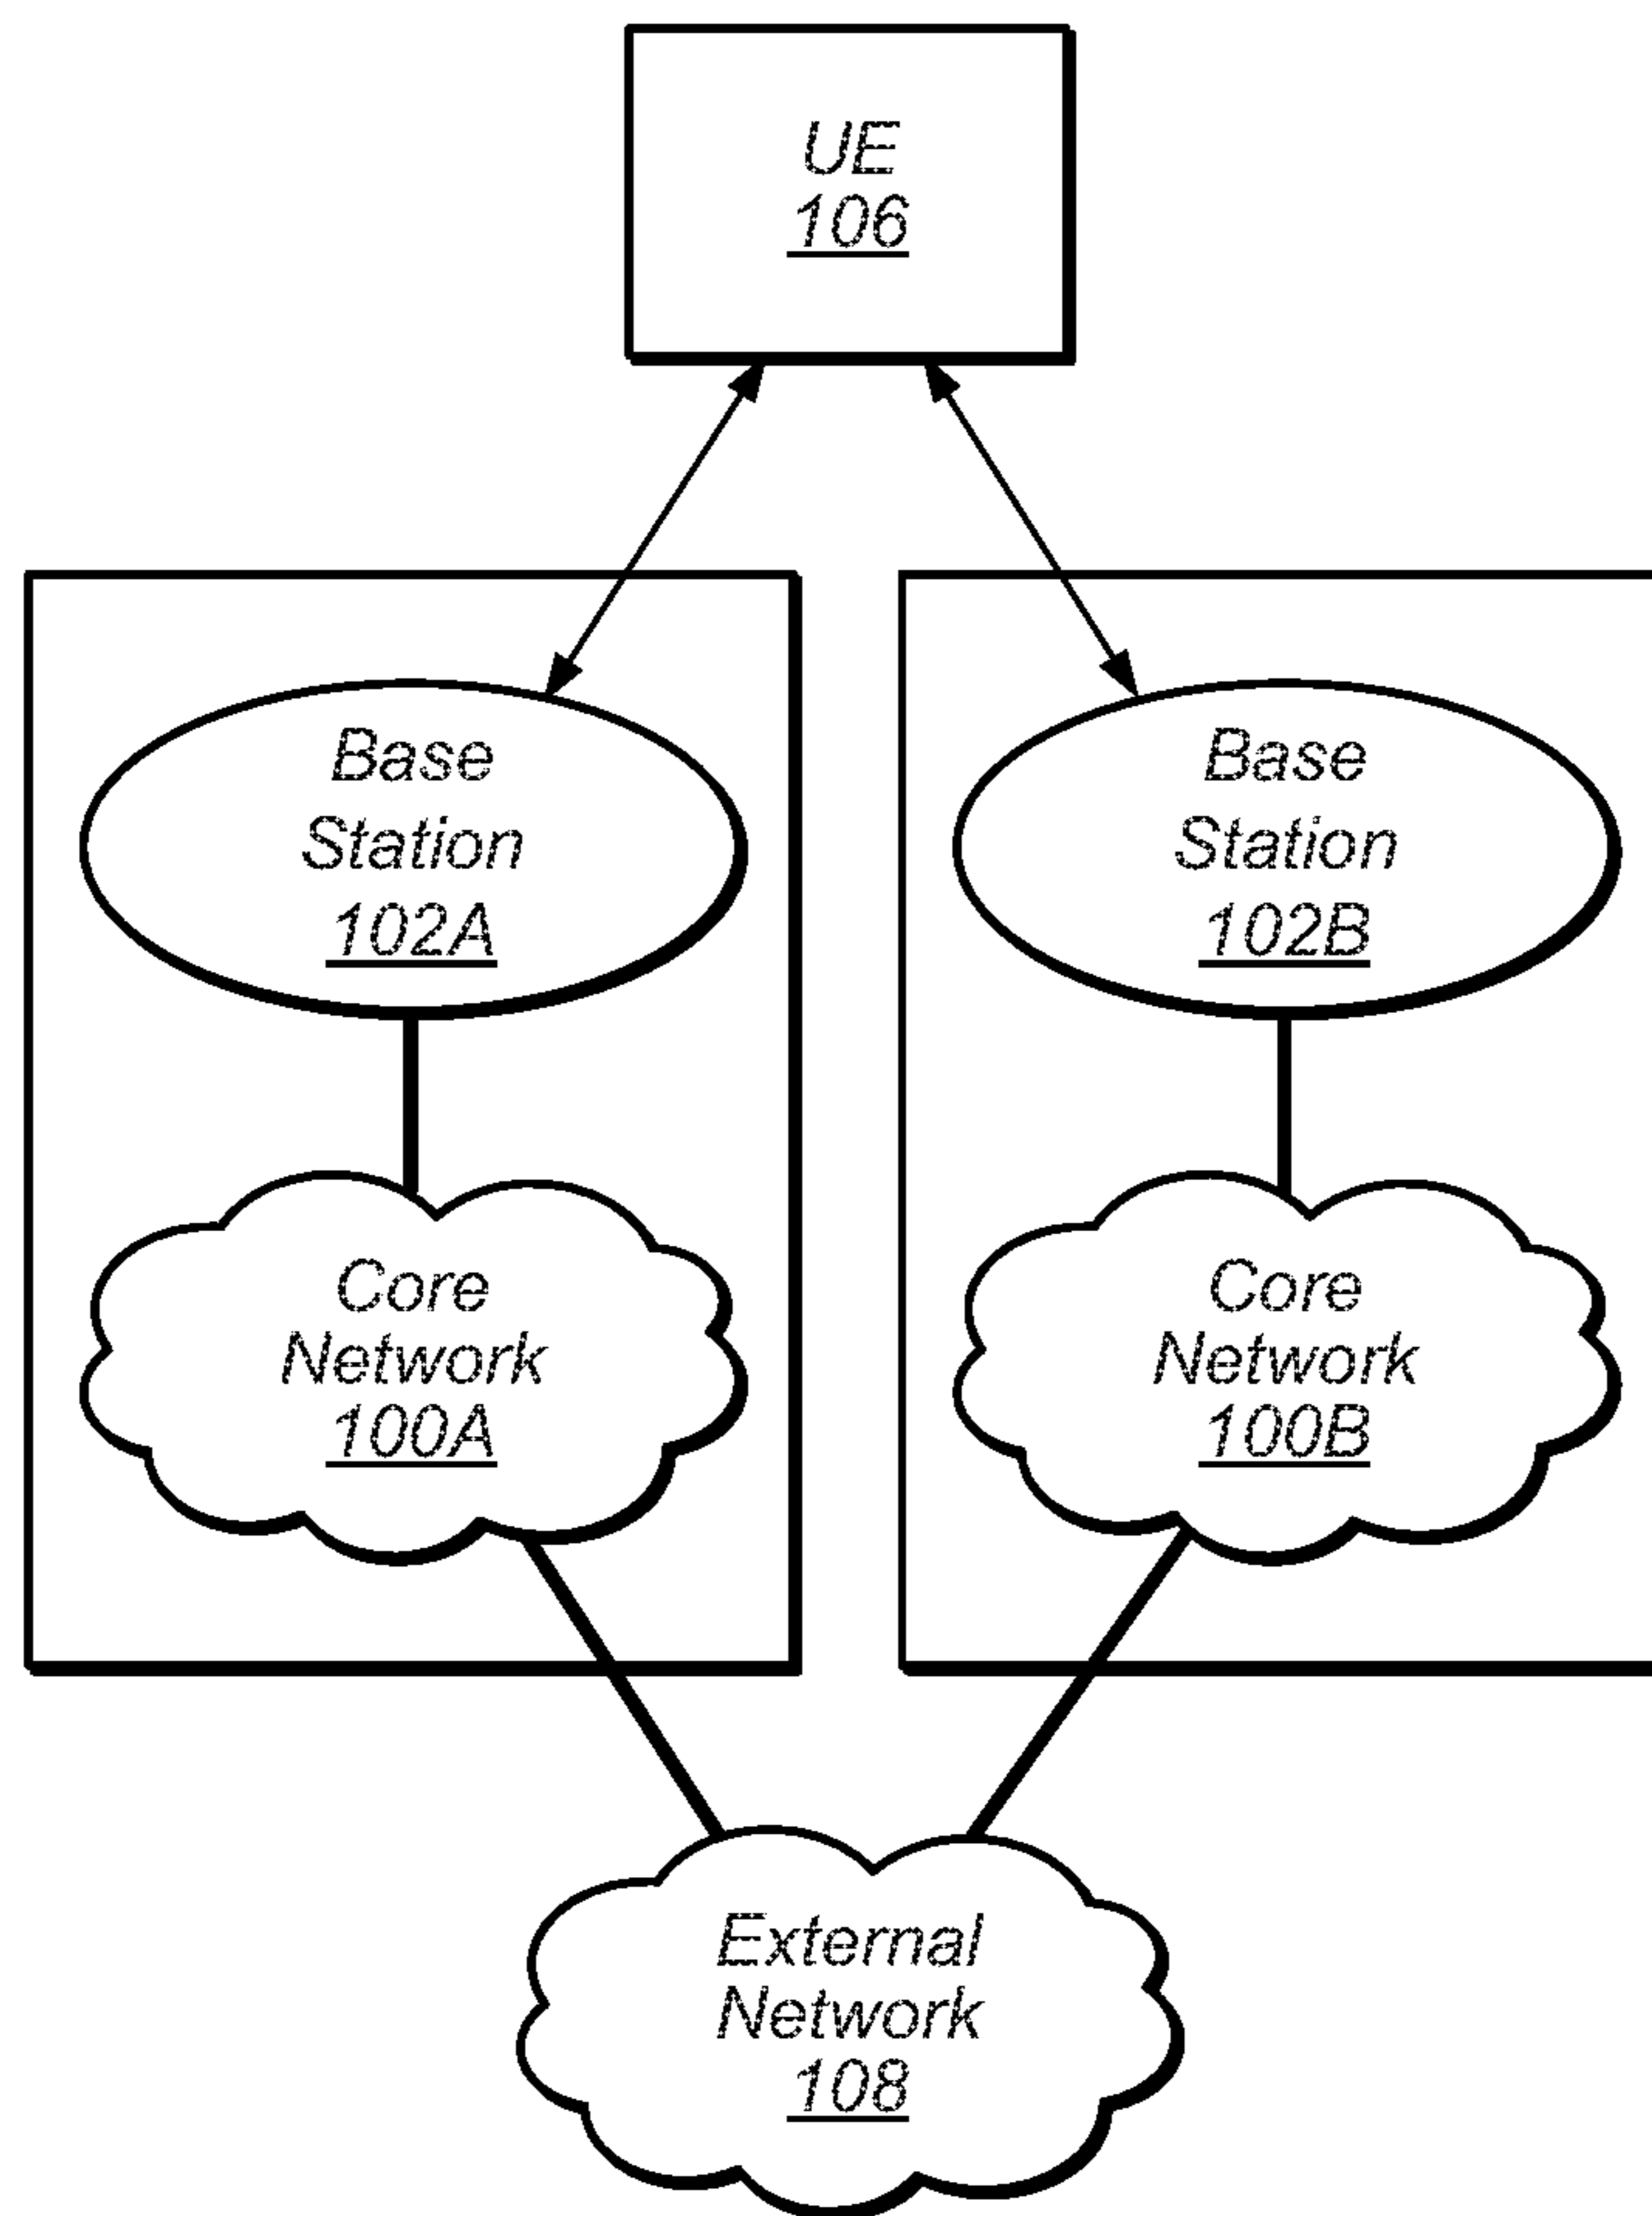 UE
106
Base
Station
102A
Base
Station
102B
Core
Network
100A
Core
Network
100B
External
Network
108